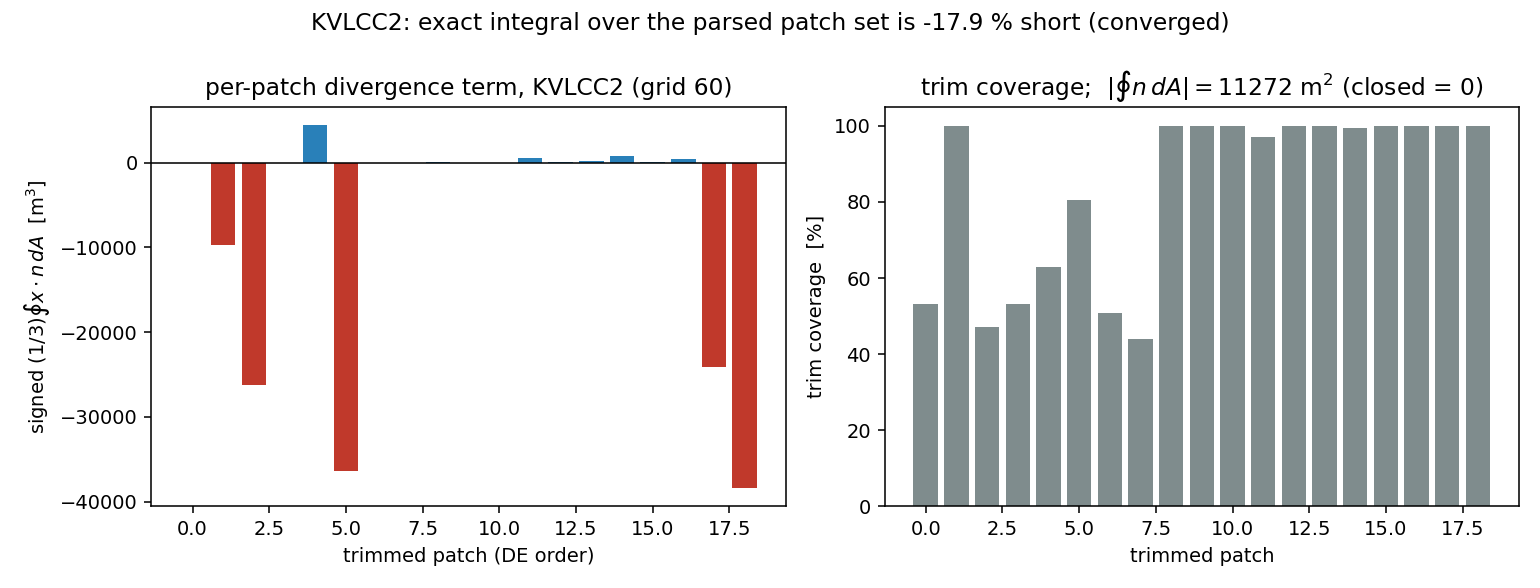 KVLCC2: exact integral over the parsed patch set is -17.9 % short (converged)
per-patch divergence term, KVLCC2 (grid 60)
signed (1/3)∮x · n dA [m³]
0
−10000
−20000
−30000
−40000
0.0 2.5 5.0 7.5 10.0 12.5 15.0 17.5
trimmed patch (DE order)
trim coverage; |∮n dA| = 11272 m² (closed = 0)
trim coverage [%]
100
80
60
40
20
0
0.0 2.5 5.0 7.5 10.0 12.5 15.0 17.5
trimmed patch